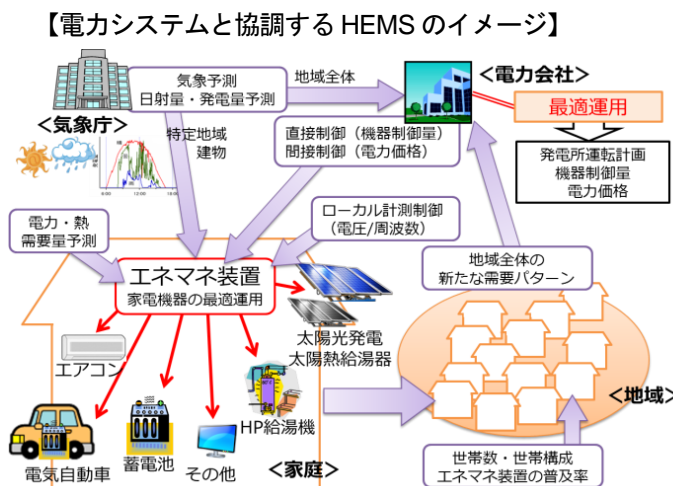 【電力システムと協調する HEMS のイメージ】
気象予測
日射量・発電量予測
地域全体
<電力会社>
最適運用
<気象庁>
特定地域
建物
直接制御（機器制御量）
間接制御（電力価格）
発電所運転計画
機器制御量
電力価格
6:00
12:00
電力・熱
需要量予測
ローカル計測制御
（電圧/周波数）
地域全体の
新たな需要パターン
エネマネ装置
家電機器の最適運用
太陽光発電
太陽熱給湯器
エアコン
HP給湯機
<地域>
電気自動車
蓄電池
その他
<家庭>
世帯数・世帯構成
エネマネ装置の普及率